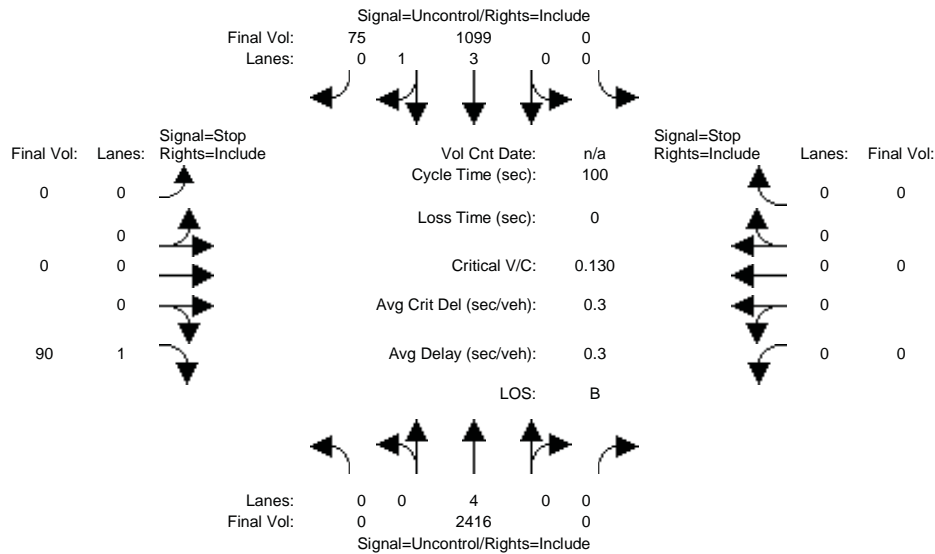 Signal=Uncontrol/Rights=Include
Final Vol: 75 1099 0
Lanes: 0 1 3 0 0
Signal=Stop Signal=Stop
Final Vol: Lanes: Rights=Include Vol Cnt Date: n/a Rights=Include Lanes: Final Vol:
Cycle Time (sec): 100
0 0 0 0
Loss Time (sec): 0
0 0
0 0 Critical V/C: 0.130 0 0
0 Avg Crit Del (sec/veh): 0.3 0
90 1 Avg Delay (sec/veh): 0.3 0 0
LOS: B
Lanes: 0 0 4 0 0
Final Vol: 0 2416 0
Signal=Uncontrol/Rights=Include